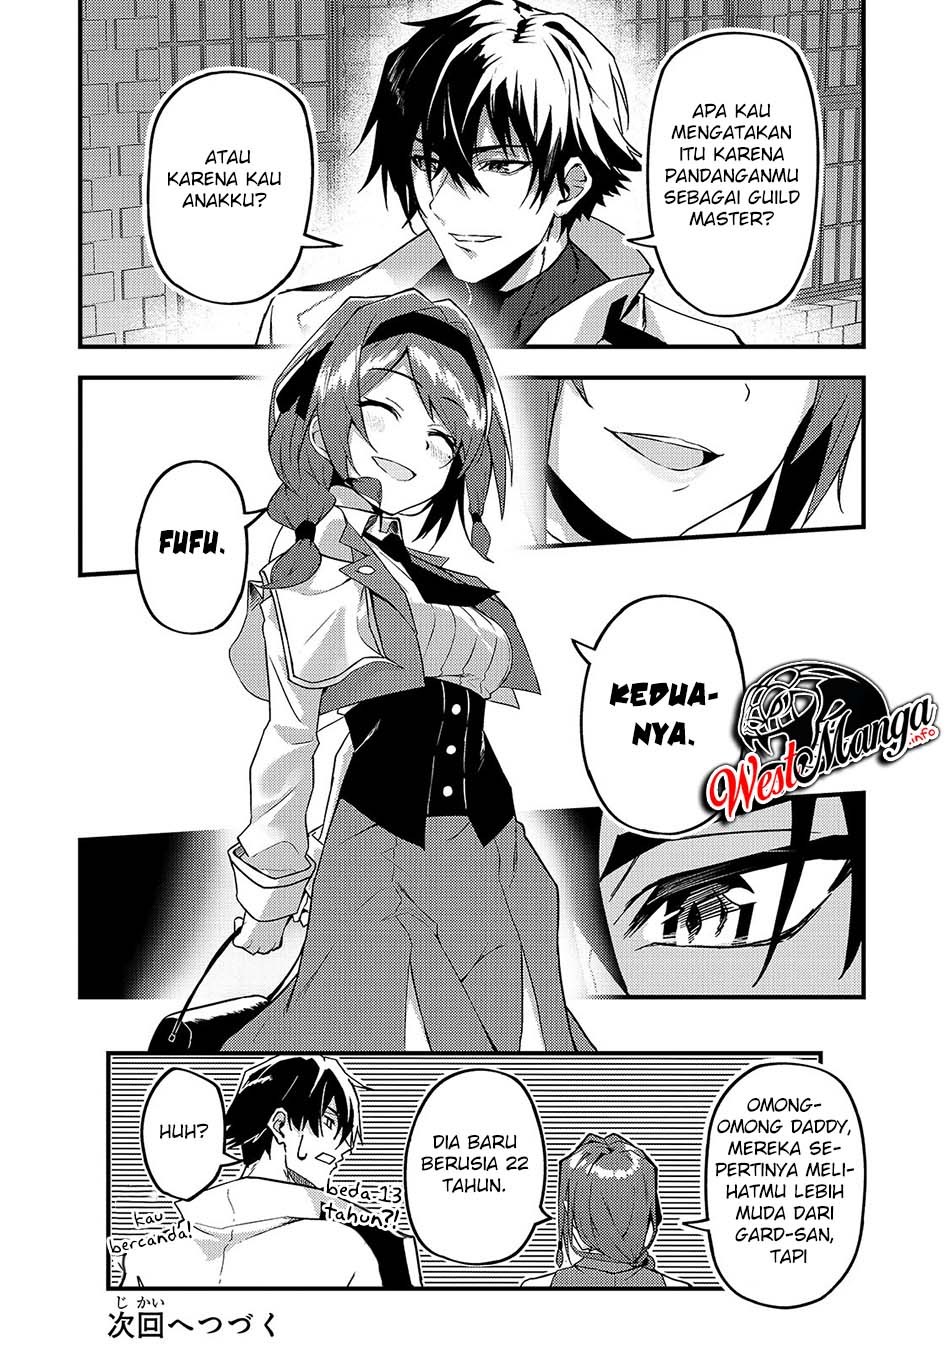 APA KAU
MENGATAKAN
ITU KARENA
PANDANGANMU
SEBAGAI GUILD
MASTER?
ATAU
KARENA KAU
ANAKKU?
FUFU.
KEDUA-
NYA.
WestManga
.info
OMONG-
OMONG DADDY,
MEREKA SE-
PERTINYA MELI-
HATMU LEBIH
MUDA DARI
GARD-SAN,
TAPI
DIA BARU
BERUSIA 22
TAHUN.
HUH?
beda 13
tahun?!
kau
bercanda!
じ かい
次回へつづく